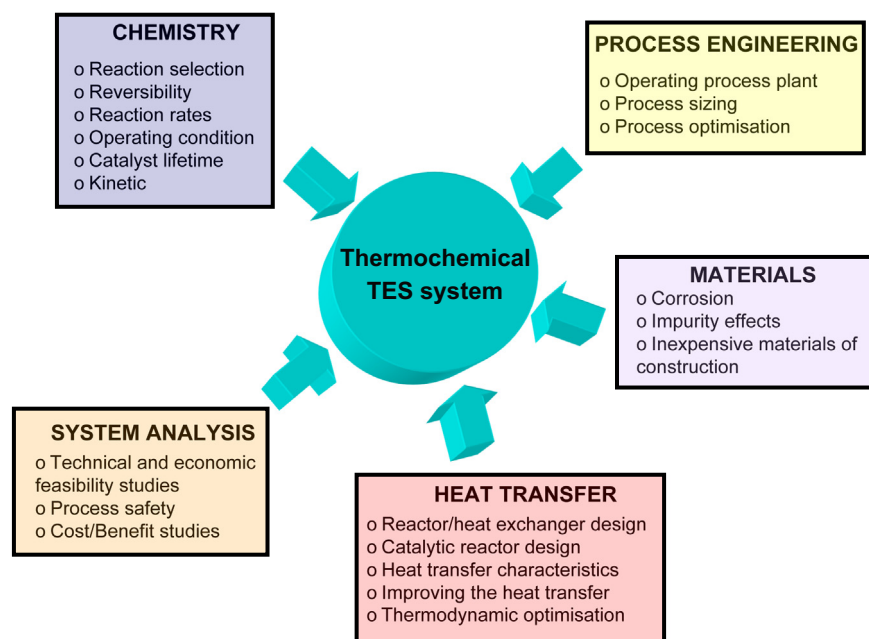 CHEMISTRY
o Reaction selection
o Reversibility
o Reaction rates
o Operating condition
o Catalyst lifetime
o Kinetic
PROCESS ENGINEERING
o Operating process plant
o Process sizing
o Process optimisation
Thermochemical
TES system
MATERIALS
o Corrosion
o Impurity effects
o Inexpensive materials of
construction
SYSTEM ANALYSIS
o Technical and economic
feasibility studies
o Process safety
o Cost/Benefit studies
HEAT TRANSFER
o Reactor/heat exchanger design
o Catalytic reactor design
o Heat transfer characteristics
o Improving the heat transfer
o Thermodynamic optimisation